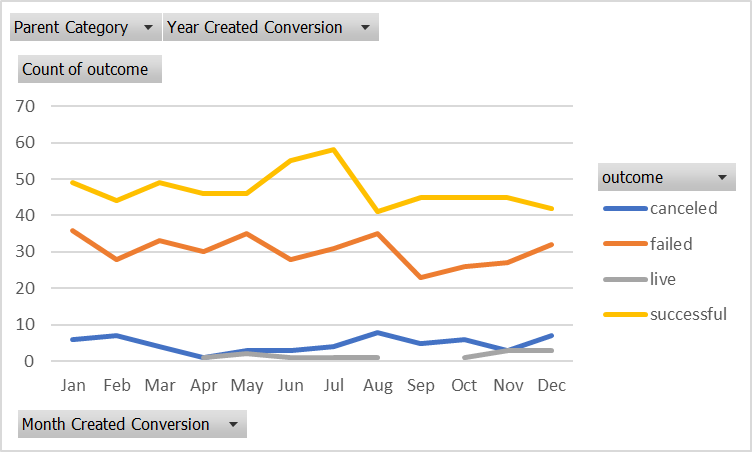 Parent Category Year Created Conversion
Count of outcome
70
60
50
40
30
20
10
0
Jan Feb Mar Apr May Jun Jul Aug Sep Oct Nov Dec
outcome
canceled
failed
live
successful
Month Created Conversion